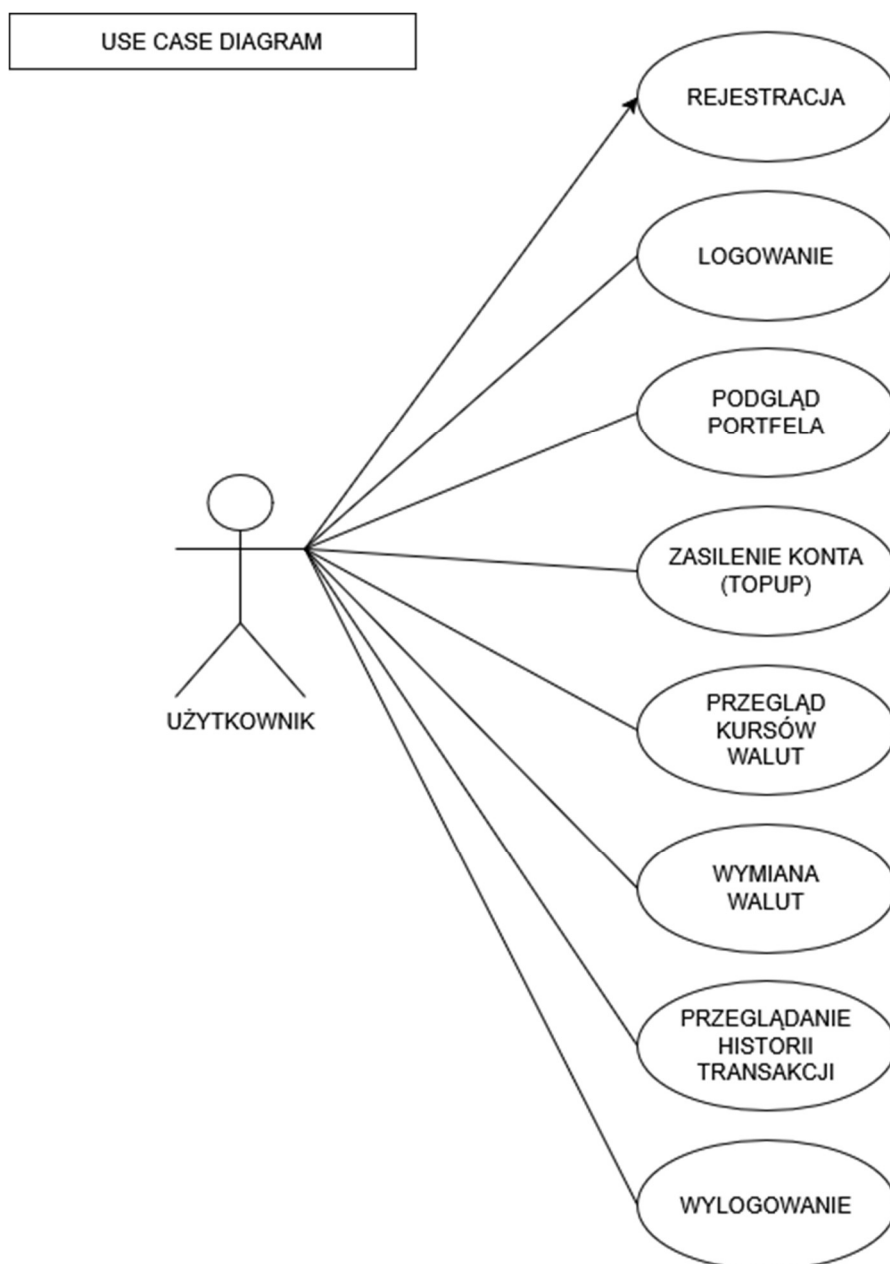 USE CASE DIAGRAM
REJESTRACJA
LOGOWANIE
PODGLĄD
PORTFELA
ZASILENIE KONTA
(TOPUP)
PRZEGLĄD
KURSÓW
WALUT
WYMIANA
WALUT
PRZEGLĄDANIE
HISTORII
TRANSAKCJI
WYLOGOWANIE
UŻYTKOWNIK